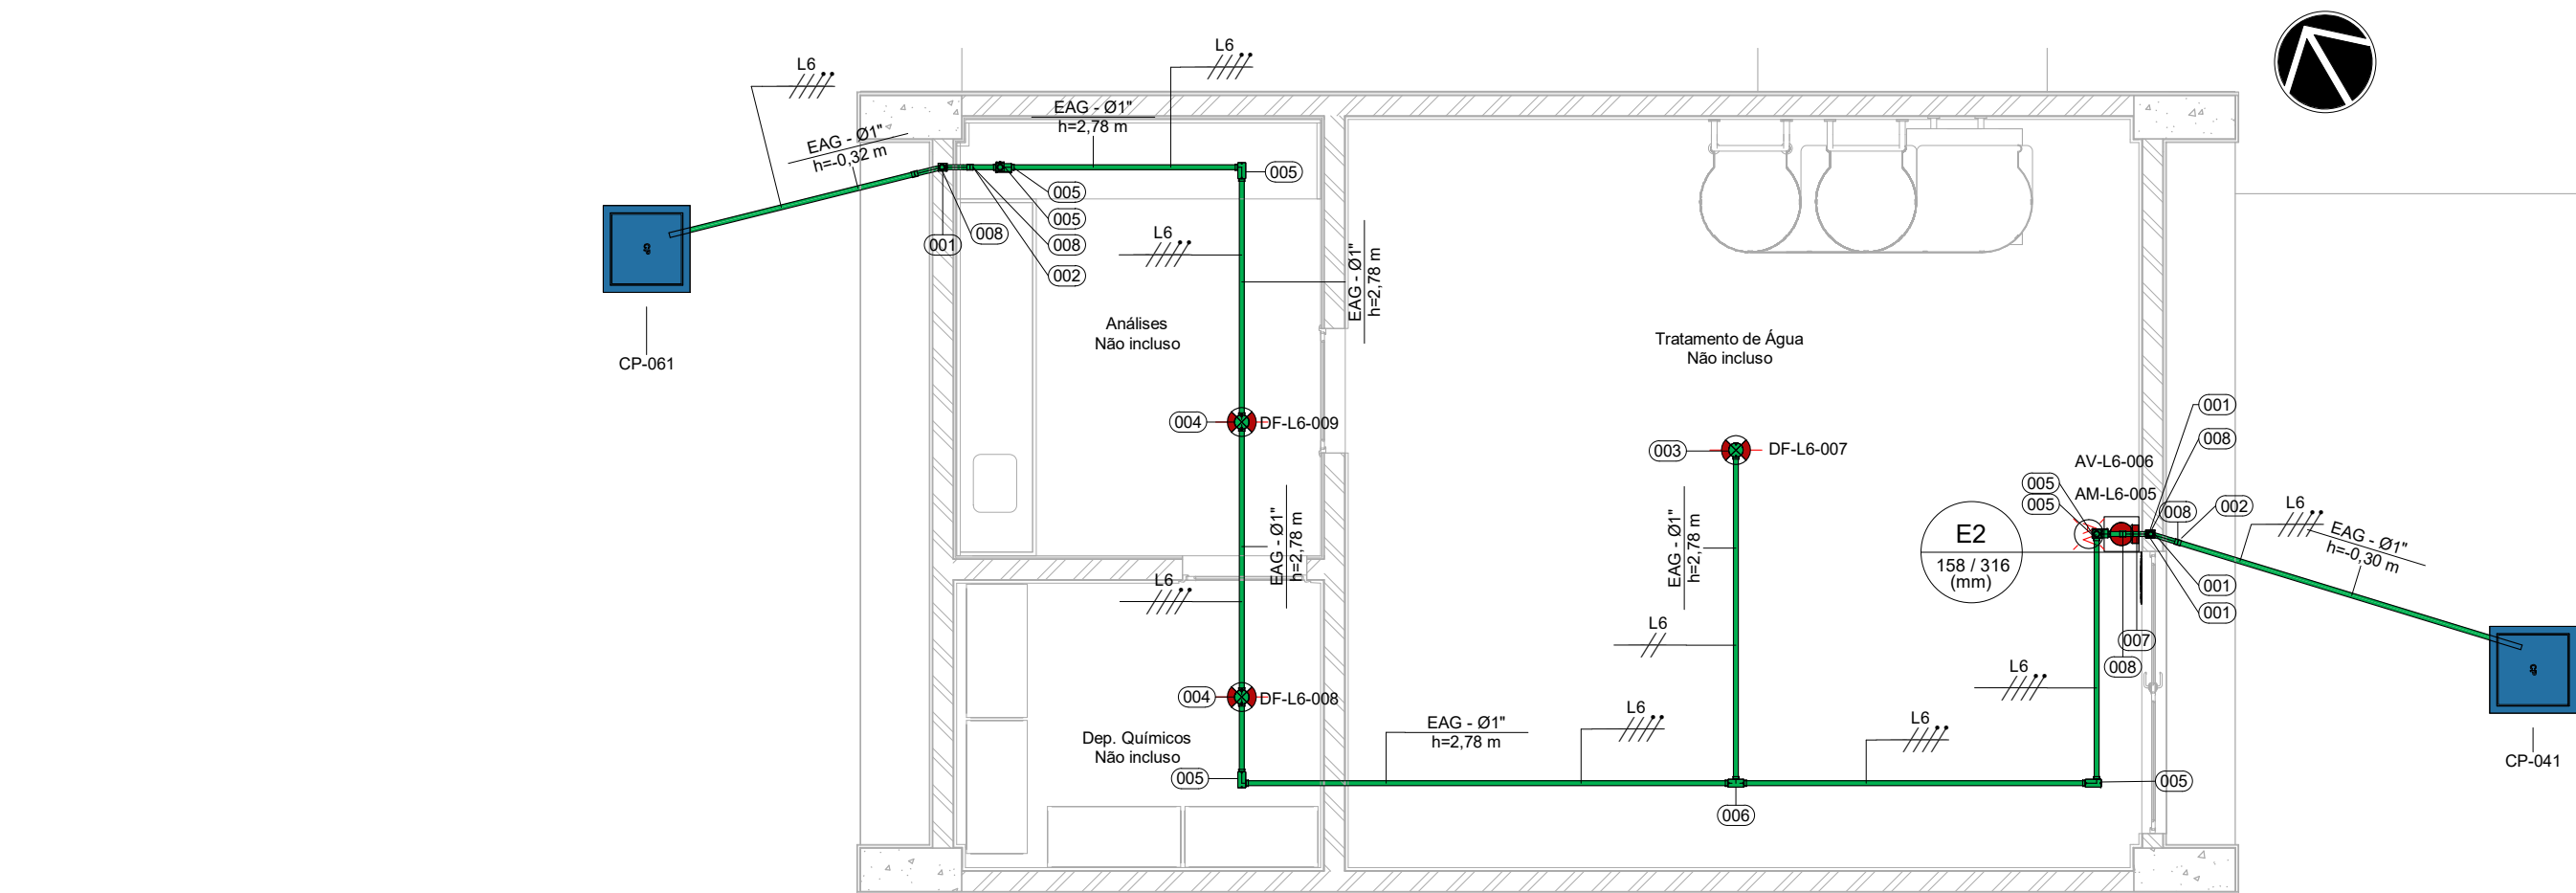 L6
L6
EAG - Ø1"
h=2,78 m
EAG - Ø1"
h=-0,32 m
005
005
005
008
002
001
008
L6
EAG - Ø1"
h=2,78 m
CP-061
Análises
Não incluso
Tratamento de Água
Não incluso
004
DF-L6-009
003
DF-L6-007
001
008
AV-L6-006
AM-L6-005
005
005
008
002
L6
EAG - Ø1"
h=-0,30 m
E2
158 / 316
(mm)
EAG - Ø1"
h=2,78 m
EAG - Ø1"
h=2,78 m
L6
001
001
007
008
L6
L6
004
DF-L6-008
L6
L6
EAG - Ø1"
h=2,78 m
Dep. Químicos
Não incluso
005
005
006
CP-041